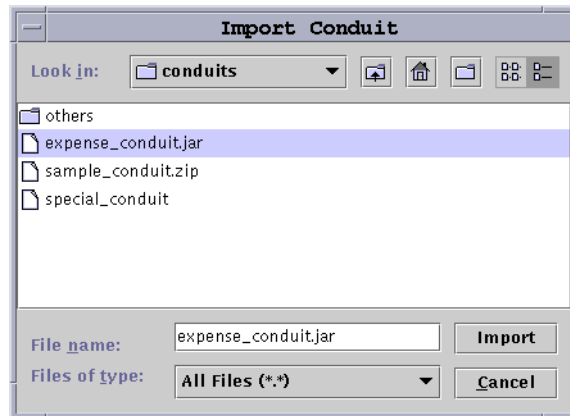 Import Conduit
Look in: conduits
others
expense_conduit.jar
sample_conduit.zip
special_conduit
File name: expense_conduit.jar Import
Files of type: All Files (*.*) Cancel